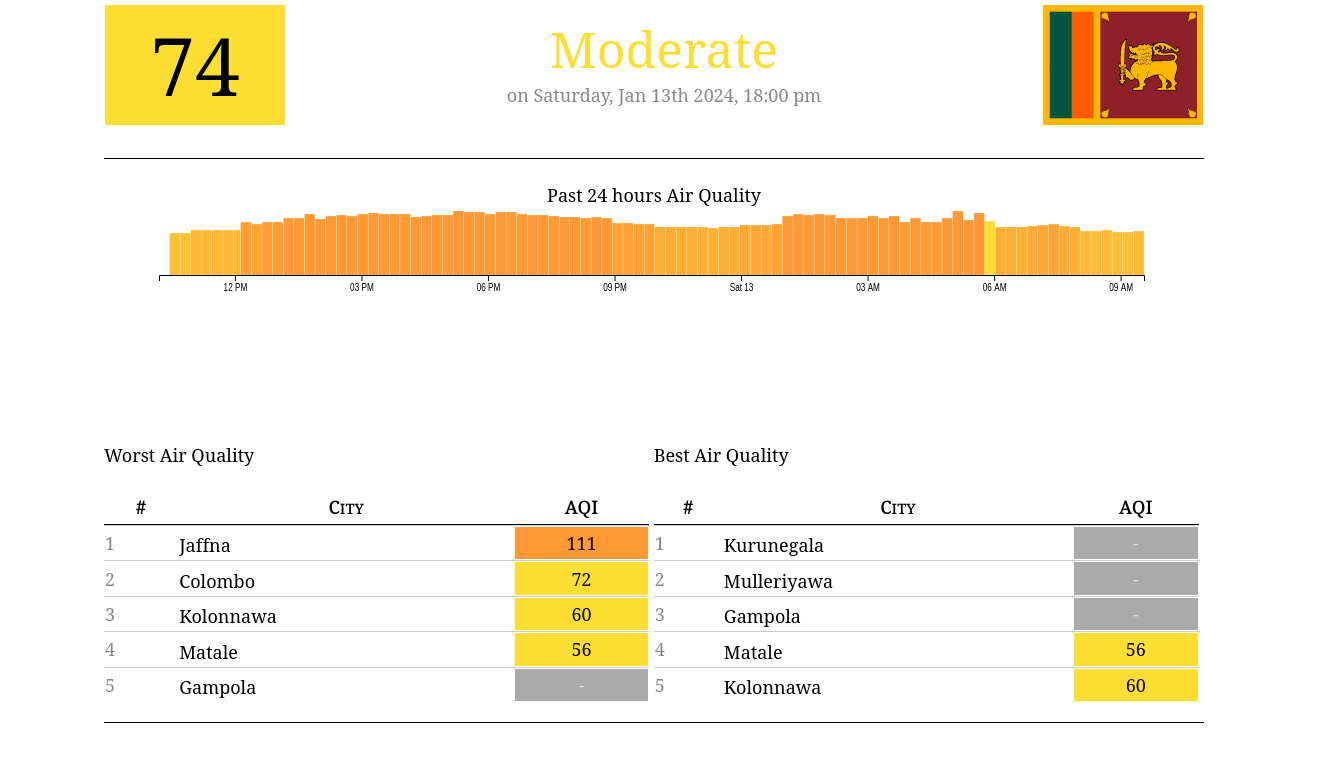 74
Moderate
on Saturday, Jan 13th 2024, 18:00 pm
Past 24 hours Air Quality
12 PM 03 PM 06 PM 09 PM Sat 13 03 AM 06 AM 09 AM
Worst Air Quality
# City AQI
1 Jaffna 111
2 Colombo 72
3 Kolonnawa 60
4 Matale 56
5 Gampola -
Best Air Quality
# City AQI
1 Kurunegala -
2 Mulleriyawa -
3 Gampola -
4 Matale 56
5 Kolonnawa 60